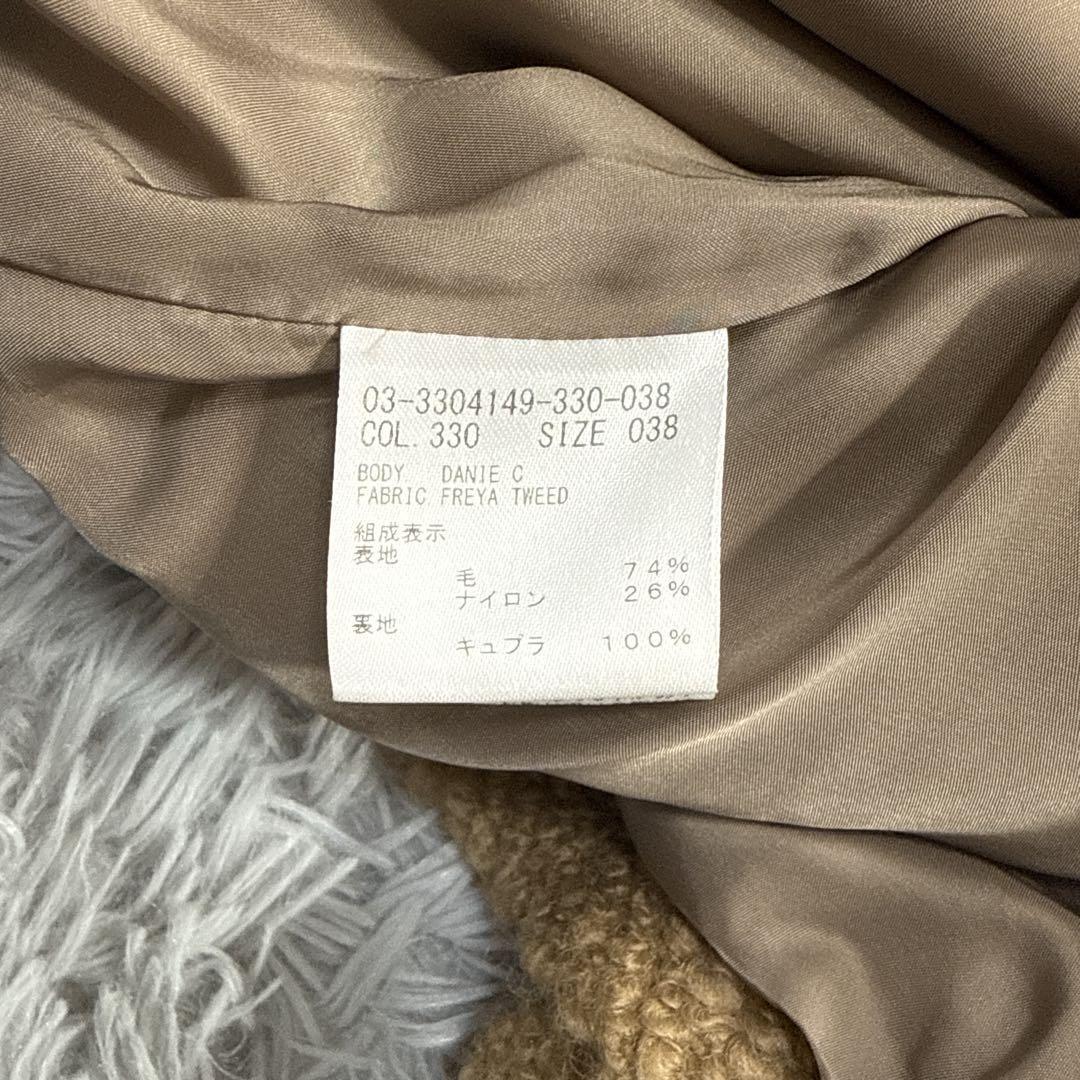 03-3304149-330-038
COL. 330 SIZE 038
BODY DANIE C
FABRIC FREYA TWEED
組成表示
表地
毛 74%
ナイロン 26%
裏地
キュプラ 100%